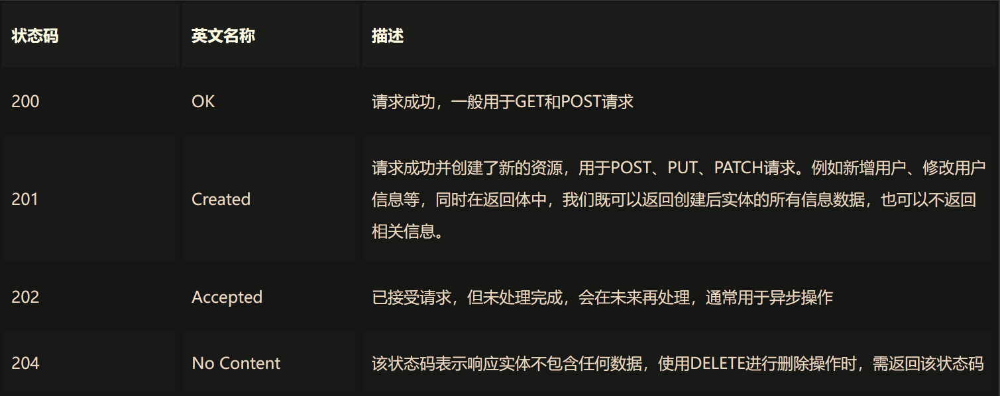 状态码 英文名称 描述
200 OK 请求成功，一般用于GET和POST请求
请求成功并创建了新的资源，用于POST、PUT、PATCH请求。例如新增用户、修改用户
201 Created 信息等，同时在返回体中，我们既可以返回创建后实体的所有信息数据，也可以不返回
相关信息。
202 Accepted 已接受请求，但未处理完成，会在未来再处理，通常用于异步操作
204 No Content 该状态码表示响应实体不包含任何数据，使用DELETE进行删除操作时，需返回该状态码